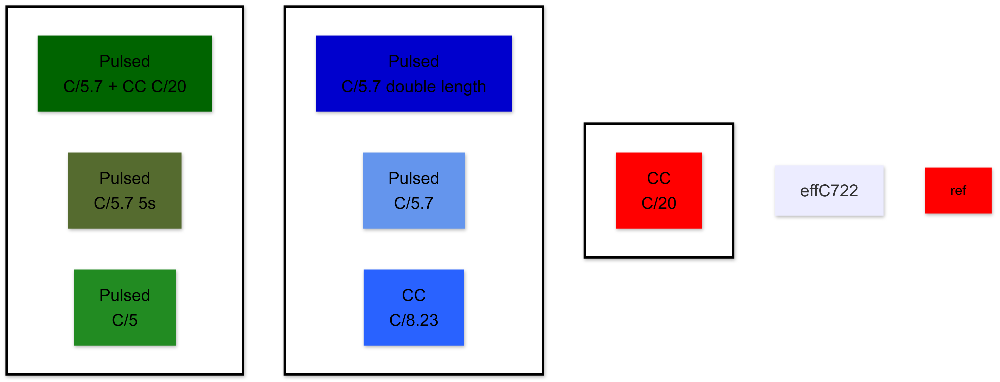 Pulsed
C/5.7 + CC C/20
Pulsed
C/5.7 5s
Pulsed
C/5
Pulsed
C/5.7 double length
Pulsed
C/5.7
CC
C/8.23
CC
C/20
effC722
ref